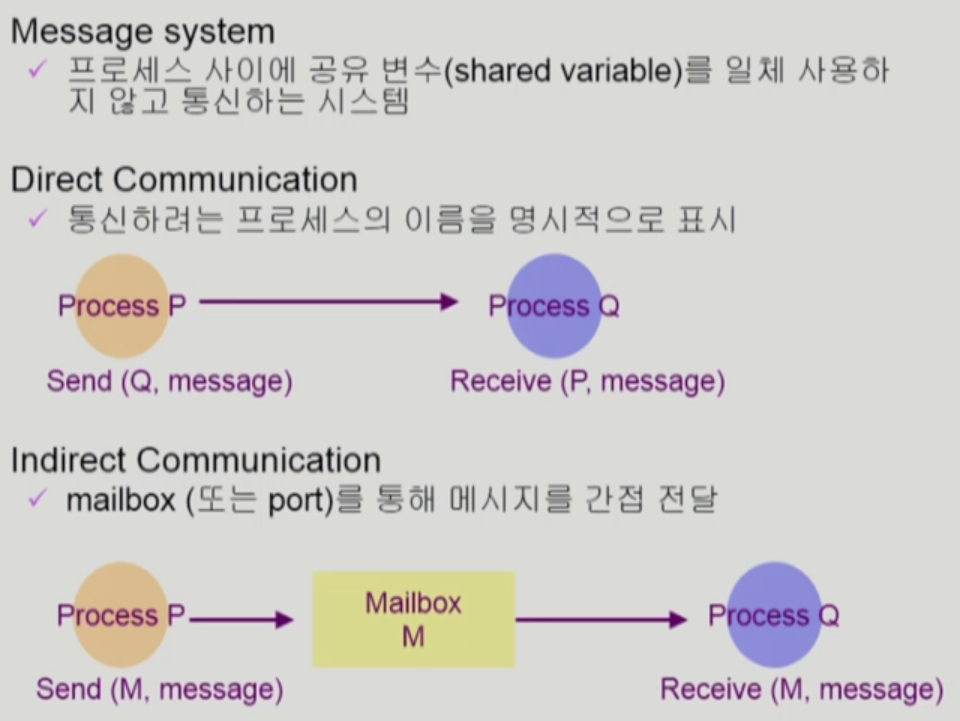 Message system
✓ 프로세스 사이에 공유 변수(shared variable)를 일체 사용하
지 않고 통신하는 시스템
Direct Communication
✓ 통신하려는 프로세스의 이름을 명시적으로 표시
Process P
Process Q
Send (Q, message)
Receive (P, message)
Indirect Communication
✓ mailbox (또는 port)를 통해 메시지를 간접 전달
Process P
Mailbox
M
Process Q
Send (M, message)
Receive (M, message)